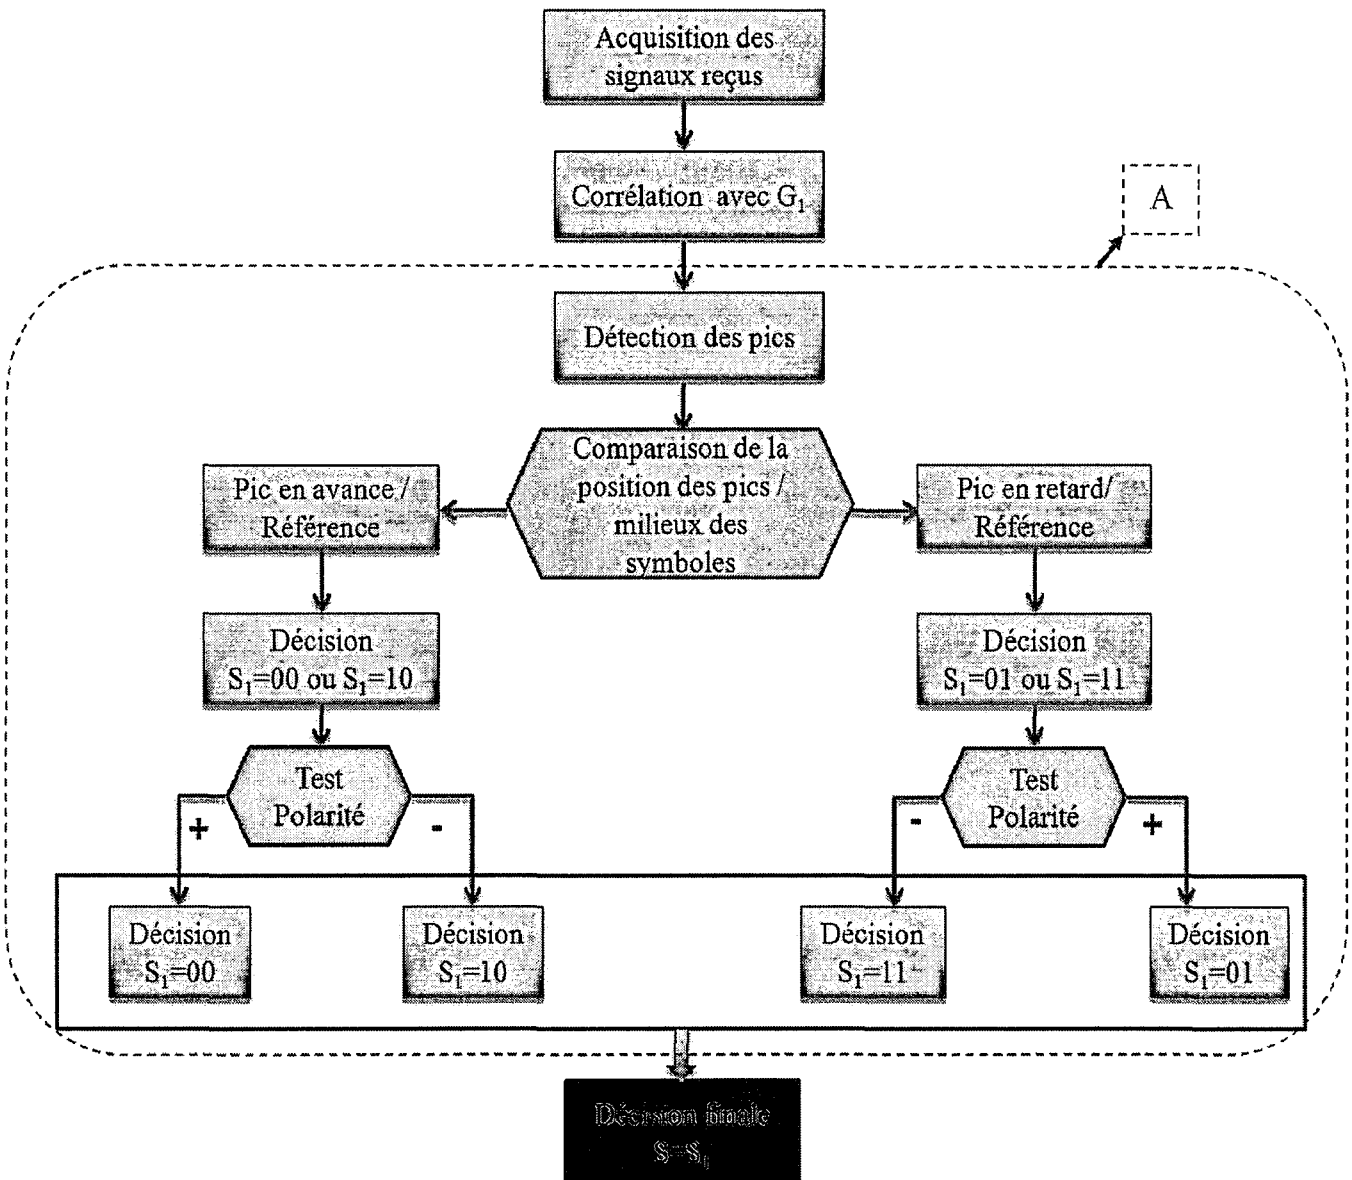 Acquisition des
signaux reçus
Corrélation avec G₁
A
Détection des pics
Comparaison de la
position des pics /
milieux des
symboles
Pic en avance /
Référence
Pic en retard/
Référence
Décision
S₁=00 ou S₁=10
Décision
S₁=01 ou S₁=11
Test
Polarité
+
-
Test
Polarité
-
+
Décision
S₁=00
Décision
S₁=10
Décision
S₁=11
Décision
S₁=01
Décision finale
S=S₁